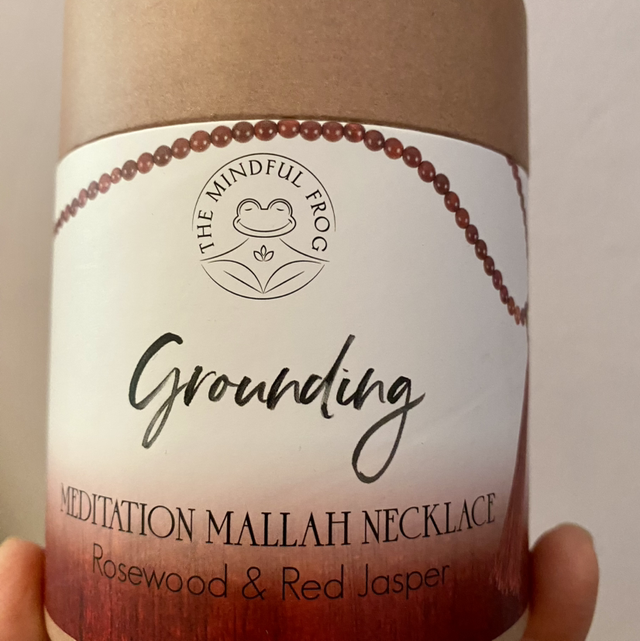 THE MINDFUL FROG
Grounding
MEDITATION MALLAH NECKLACE
Rosewood & Red Jasper